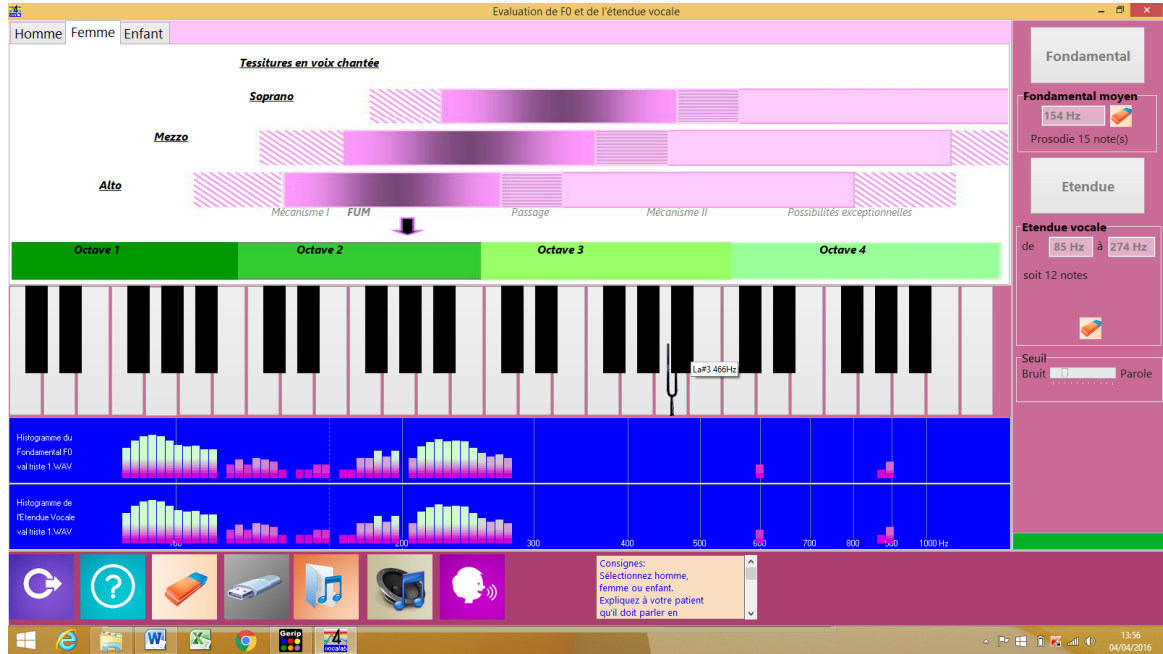 Evaluation de F0 et de l'étendue vocale
Homme Femme Enfant
Tessitures en voix chantée
Soprano
Mezzo
Alto
Mécanisme I FUM Passage Mécanisme II Possibilités exceptionnelles
Octave 1 Octave 2 Octave 3 Octave 4
La#3 466Hz
Histogramme du
Fondamental F0
val triste 1.WAV
Histogramme de
l'Etendue Vocale
val triste 1.WAV
100 200 300 400 500 600 700 800 900 1000 Hz
Fondamental
Fondamental moyen
154 Hz
Prosodie 15 note(s)
Etendue
Etendue vocale
de 85 Hz à 274 Hz
soit 12 notes
Seuil
Bruit Parole
Consignes:
Sélectionnez homme,
femme ou enfant.
Expliquez à votre patient
qu'il doit parler en
Gerip
4
vocalab
13:56
04/04/2016